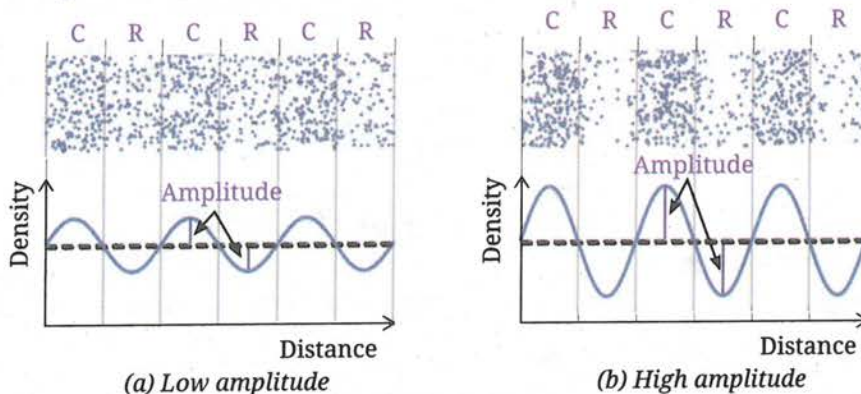 C R C R C R
Amplitude
Density
Distance
(a) Low amplitude
C R C R C R
Amplitude
Density
Distance
(b) High amplitude